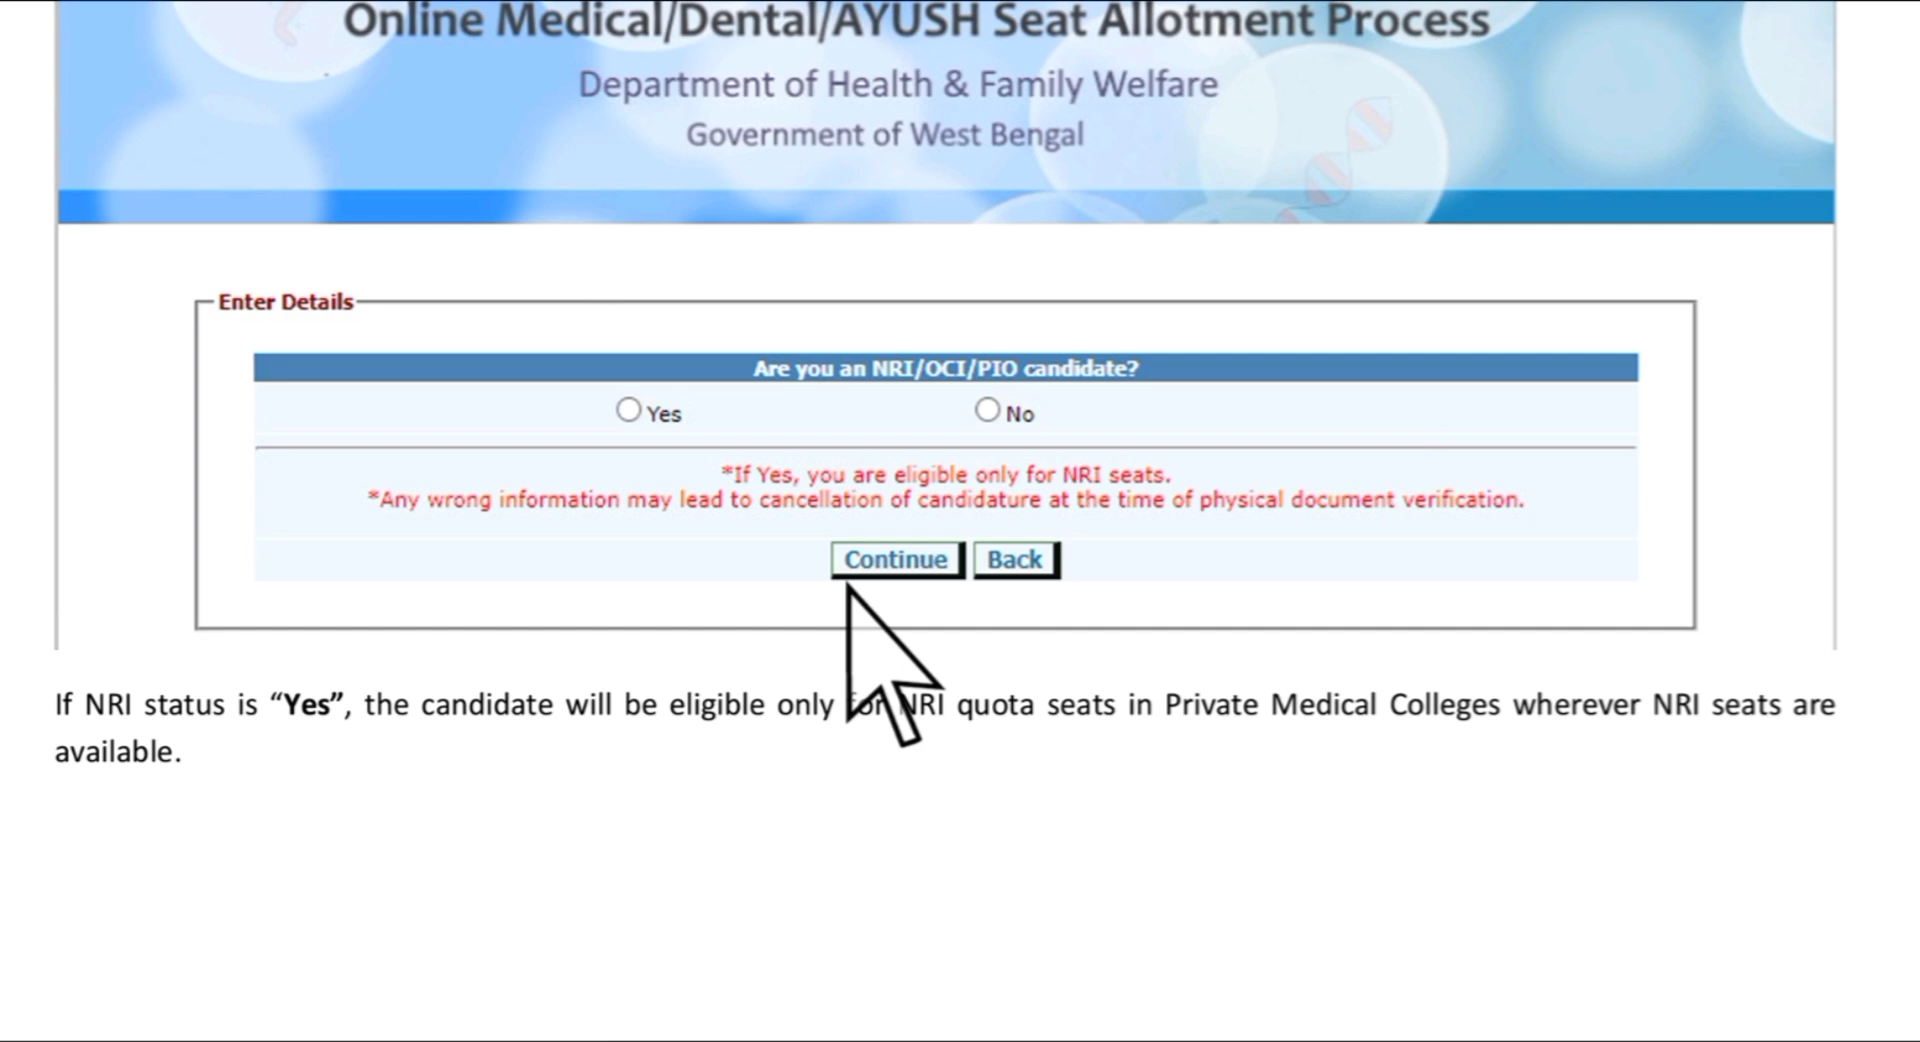 Online Medical/Dental/AYUSH Seat Allotment Process
Department of Health & Family Welfare
Government of West Bengal
Enter Details
Are you an NRI/OCI/PIO candidate?
Yes No
*If Yes, you are eligible only for NRI seats.
*Any wrong information may lead to cancellation of candidature at the time of physical document verification.
Continue Back
If NRI status is “Yes”, the candidate will be eligible only for NRI quota seats in Private Medical Colleges wherever NRI seats are
available.